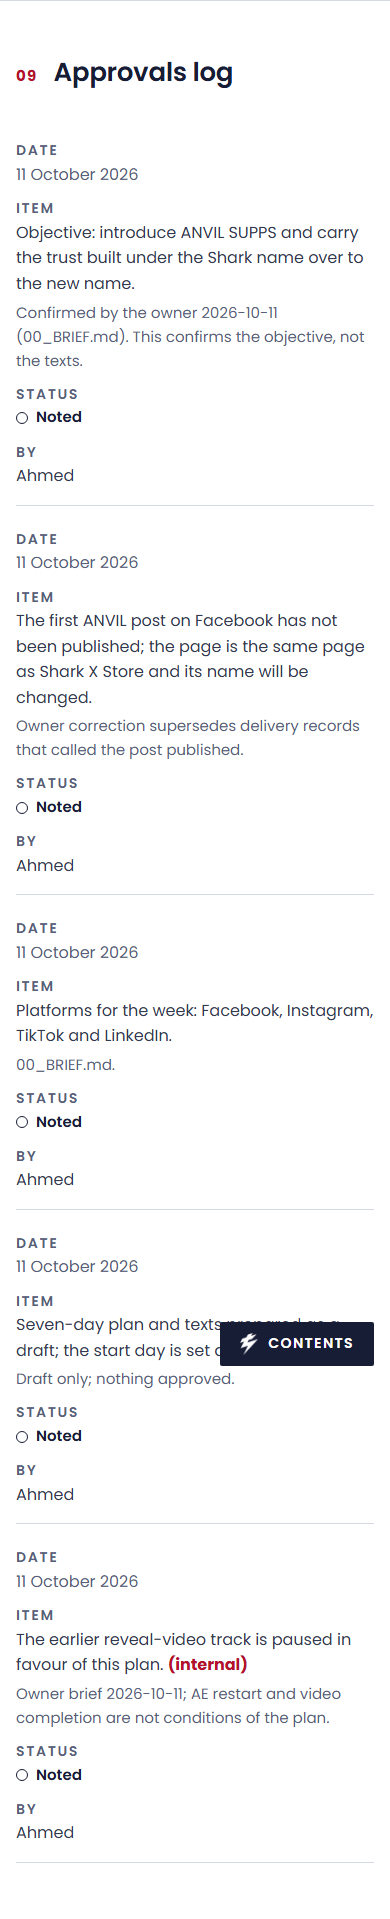 09 Approvals log
DATE
11 October 2026
ITEM
Objective: introduce ANVIL SUPPS and carry
the trust built under the Shark name over to
the new name.
Confirmed by the owner 2026-10-11
(00_BRIEF.md). This confirms the objective, not
the texts.
STATUS
Noted
BY
Ahmed
DATE
11 October 2026
ITEM
The first ANVIL post on Facebook has not
been published; the page is the same page
as Shark X Store and its name will be
changed.
Owner correction supersedes delivery records
that called the post published.
STATUS
Noted
BY
Ahmed
DATE
11 October 2026
ITEM
Platforms for the week: Facebook, Instagram,
TikTok and LinkedIn.
00_BRIEF.md.
STATUS
Noted
BY
Ahmed
DATE
11 October 2026
ITEM
Seven-day plan and texts
draft; the start day is set
CONTENTS
Draft only; nothing approved.
STATUS
Noted
BY
Ahmed
DATE
11 October 2026
ITEM
The earlier reveal-video track is paused in
favour of this plan. (internal)
Owner brief 2026-10-11; AE restart and video
completion are not conditions of the plan.
STATUS
Noted
BY
Ahmed